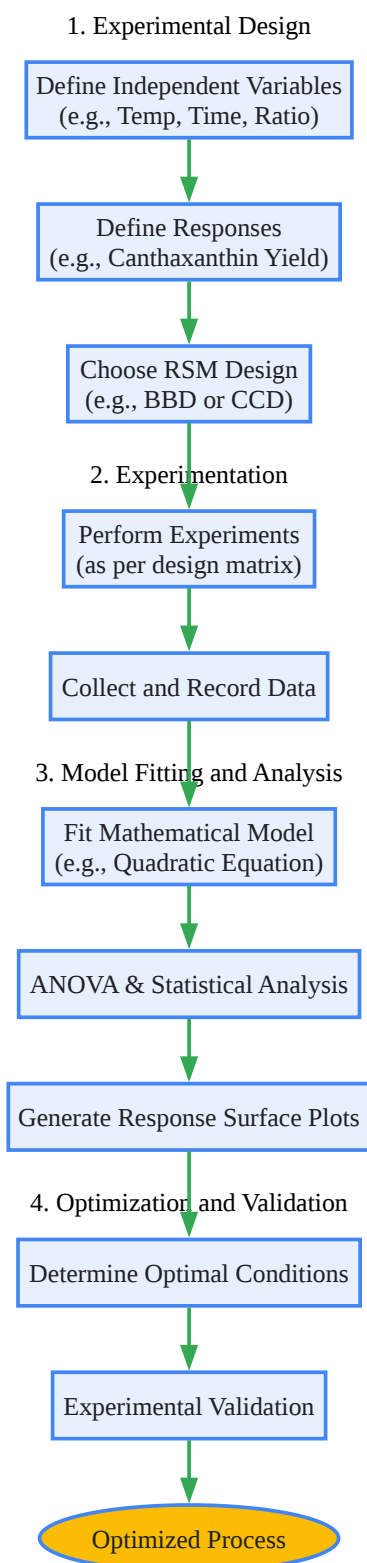 1. Experimental Design
Define Independent Variables
(e.g., Temp, Time, Ratio)
Define Responses
(e.g., Canthaxanthin Yield)
Choose RSM Design
(e.g., BBD or CCD)
2. Experimentation
Perform Experiments
(as per design matrix)
Collect and Record Data
3. Model Fitting and Analysis
Fit Mathematical Model
(e.g., Quadratic Equation)
ANOVA & Statistical Analysis
Generate Response Surface Plots
4. Optimization and Validation
Determine Optimal Conditions
Experimental Validation
Optimized Process